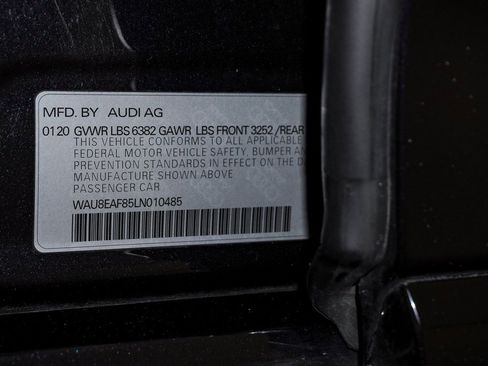 MFD. BY AUDI AG
0120 GVWR LBS 6382 GAWR LBS FRONT 3252 /REAR
THIS VEHICLE CONFORMS TO ALL APPLICABLE
FEDERAL MOTOR VEHICLE SAFETY, BUMPER AN
PREVENTION STANDARDS IN EFFECT ON THE D
MANUFACTURE SHOWN ABOVE
PASSENGER CAR
WAU8EAF85LN010485